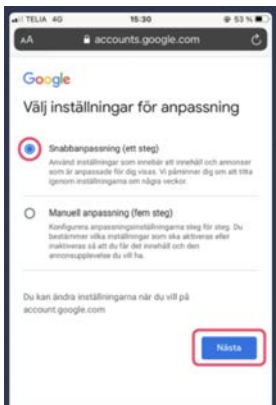 TELIA 4G 15:30 53 %
AA accounts.google.com
Google
Välj inställningar för anpassning
Snabbanpassning (ett steg)
Använd inställningar som innebär att innehåll och annonser
som är anpassade för dig visas. Vi påminner dig om att titta
igenom inställningarna om några veckor.
Manuell anpassning (fem steg)
Konfigurera anpassningsinställningarna steg för steg. Du
bestämmer vilka inställningar som ska aktiveras eller
inaktiveras så att du får det innehåll och den
annonsupplevelse du vill ha.
Du kan ändra inställningarna när du vill på
account.google.com
Nästa